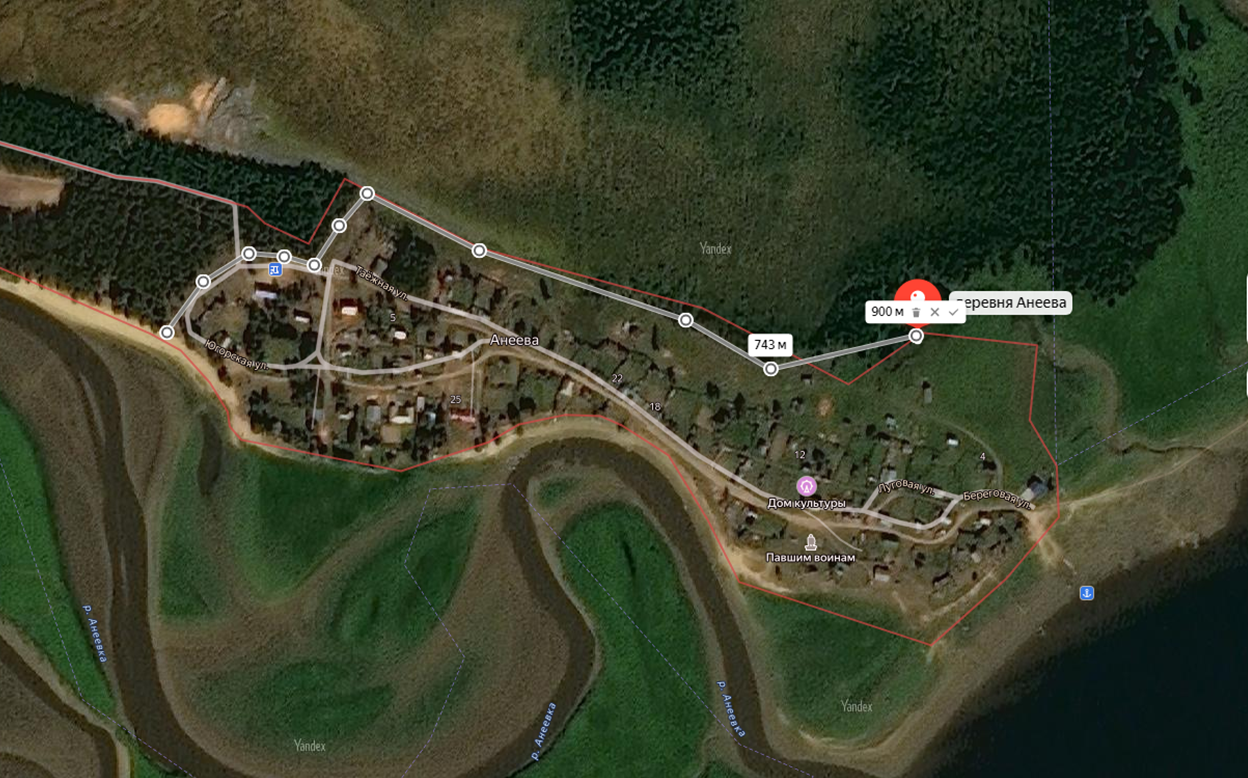 Yandex
деревня Анеева
900 м
Таёжная ул.
5
Анеева
743 м
Югорская ул.
22
25
18
12
4
Луговая ул.
Береговая ул.
Дом культуры
Павшим воинам
р. Анеевка
р. Анеевка
р. Анеевка
Yandex
Yandex